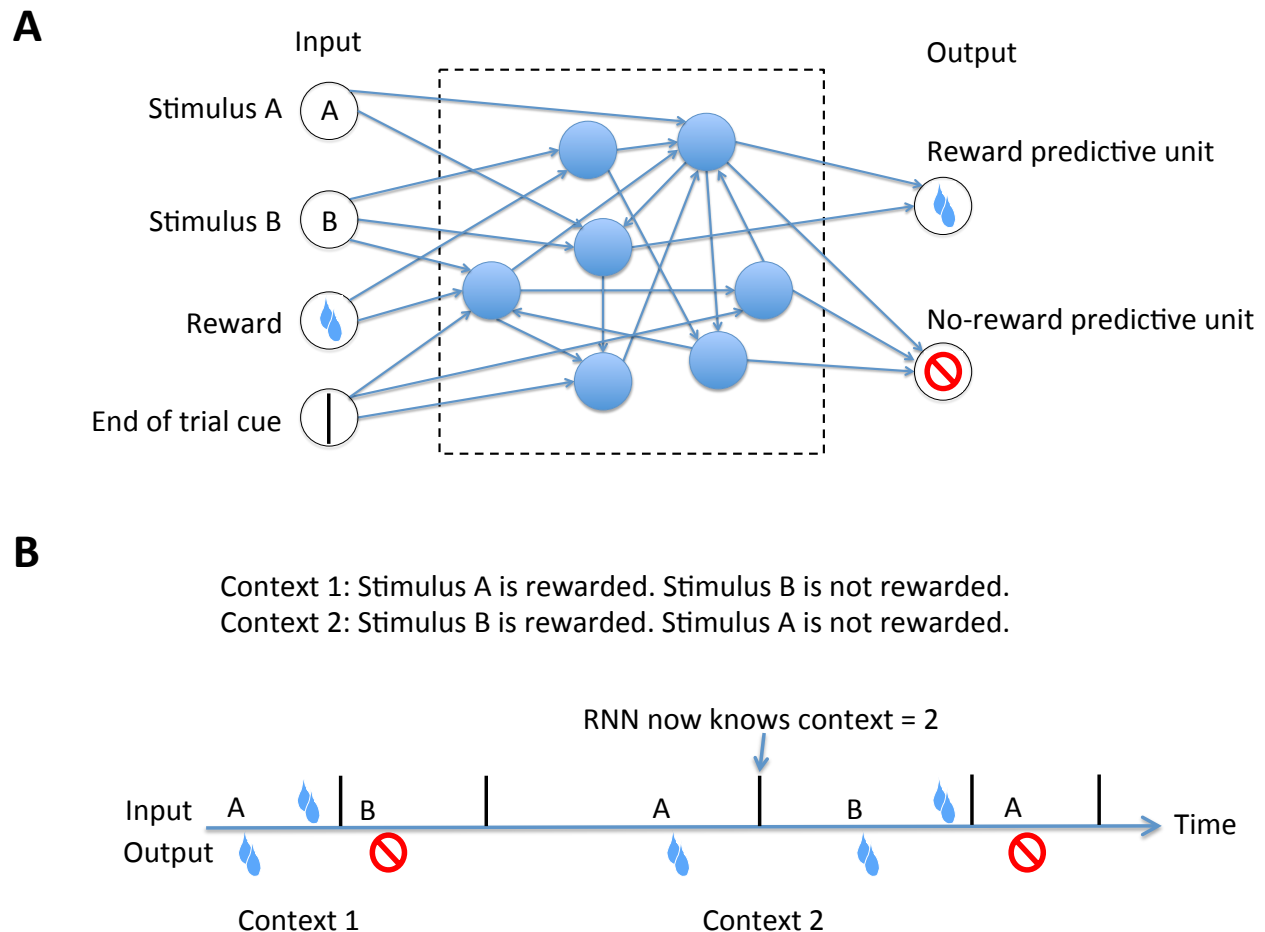 A
Input
Output
Stimulus A
A
Reward predictive unit
Stimulus B
B
Reward
No-reward predictive unit
End of trial cue
B
Context 1: Stimulus A is rewarded. Stimulus B is not rewarded.
Context 2: Stimulus B is rewarded. Stimulus A is not rewarded.
RNN now knows context = 2
Input A B A B A
Time
Output
Context 1 Context 2